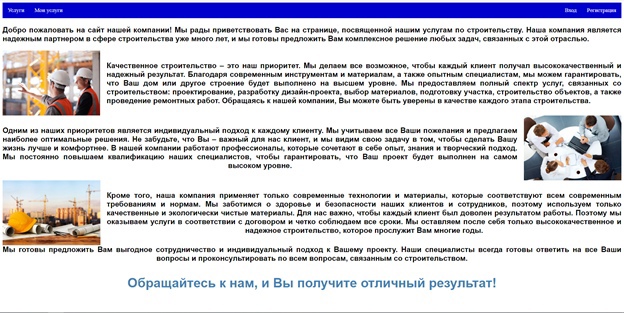 Услуги Мои услуги Вход Регистрация
Добро пожаловать на сайт нашей компании! Мы рады приветствовать Вас на странице, посвященной нашим услугам по строительству. Наша компания является
надежным партнером в сфере строительства уже много лет, и мы готовы предложить Вам комплексное решение любых задач, связанных с этой отраслью.
Качественное строительство – это наш приоритет. Мы делаем все возможное, чтобы каждый клиент получал высококачественный и
надежный результат. Благодаря современным инструментам и материалам, а также опытным специалистам, мы можем гарантировать,
что Ваш дом или другое строение будет выполнено на высшем уровне. Мы предоставляем полный спектр услуг, связанных со
строительством: проектирование, разработку дизайн-проекта, выбор материалов, подготовку участка, строительство объектов, а также
проведение ремонтных работ. Обращаясь к нашей компании, Вы можете быть уверены в качестве каждого этапа строительства.
Одним из наших приоритетов является индивидуальный подход к каждому клиенту. Мы учитываем все Ваши пожелания и предлагаем
наиболее оптимальные решения. Не забудьте, что Вы – важный для нас клиент, и мы видим свою задачу в том, чтобы сделать Вашу
жизнь лучше и комфортнее. В нашей компании работают профессионалы, которые сочетают в себе опыт, знания и творческий подход.
Мы постоянно повышаем квалификацию наших специалистов, чтобы гарантировать, что Ваш проект будет выполнен на самом
высоком уровне.
Кроме того, наша компания применяет только современные технологии и материалы, которые соответствуют всем современным
требованиям и нормам. Мы заботимся о здоровье и безопасности наших клиентов и сотрудников, поэтому используем только
качественные и экологически чистые материалы. Для нас важно, чтобы каждый клиент был доволен результатом работы. Поэтому мы
оказываем услуги в соответствии с договором и четко соблюдаем все сроки. Мы оставляем после себя только высококачественное и
надежное строительство, которое прослужит Вам многие годы.
Мы готовы предложить Вам выгодное сотрудничество и индивидуальный подход к Вашему проекту. Наши специалисты всегда готовы ответить на все Ваши
вопросы и проконсультировать по всем вопросам, связанным со строительством.
Обращайтесь к нам, и Вы получите отличный результат!